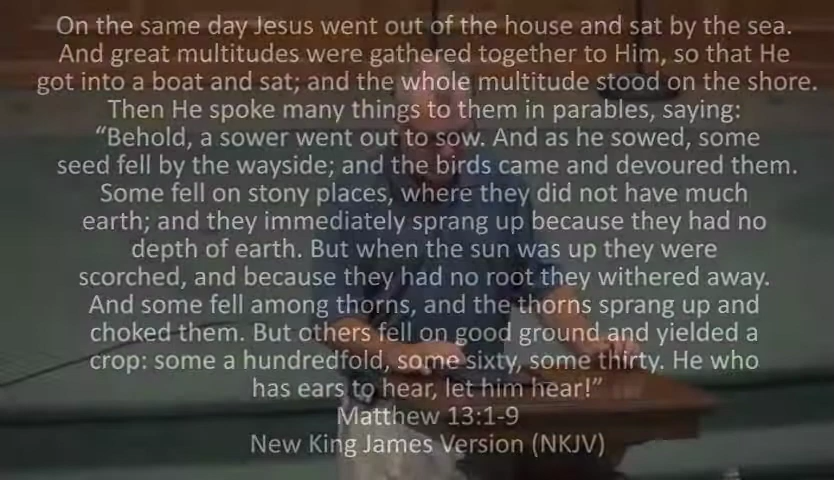 On the same day Jesus went out of the house and sat by the sea.
And great multitudes were gathered together to Him, so that He
got into a boat and sat; and the whole multitude stood on the shore.
Then He spoke many things to them in parables, saying:
“Behold, a sower went out to sow. And as he sowed, some
seed fell by the wayside; and the birds came and devoured them.
Some fell on stony places, where they did not have much
earth; and they immediately sprang up because they had no
depth of earth. But when the sun was up they were
scorched, and because they had no root they withered away.
And some fell among thorns, and the thorns sprang up and
choked them. But others fell on good ground and yielded a
crop: some a hundredfold, some sixty, some thirty. He who
has ears to hear, let him hear!”
Matthew 13:1-9
New King James Version (NKJV)